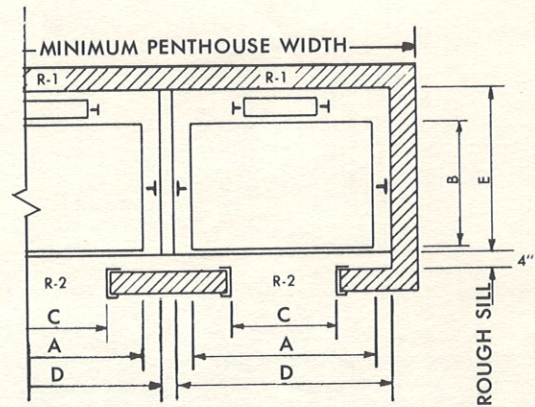 MINIMUM PENTHOUSE WIDTH
R-1 R-1
B
E
4"
R-2 R-2
ROUGH SILL
C C
A A
D D